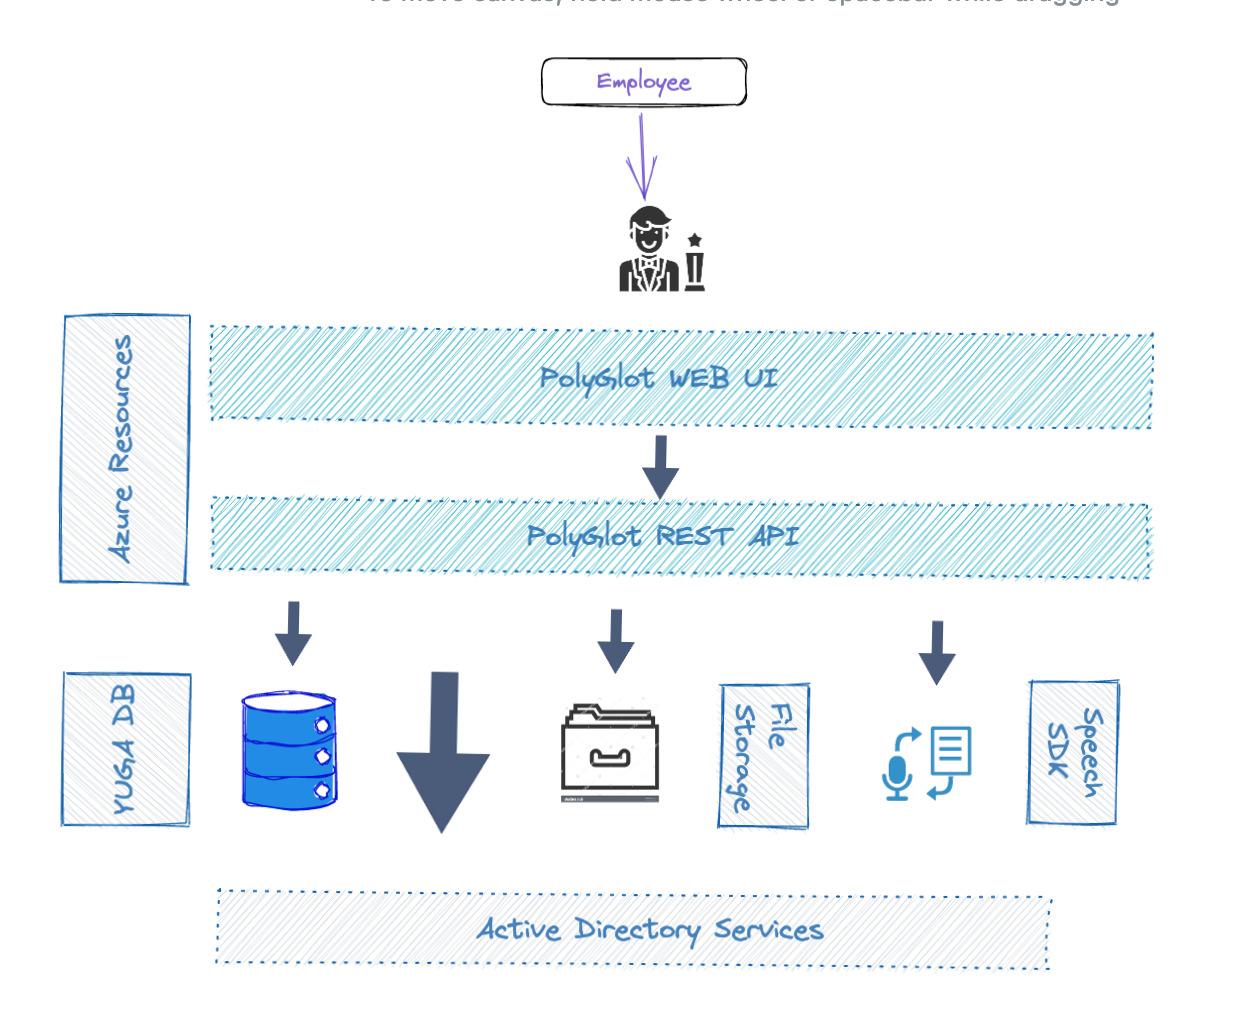 To move canvas, hold mouse wheel or spacebar while dragging
Employee
Azure Resources
PolyGlot WEB UI
PolyGlot REST API
YUGA DB
File
Storage
Speech
SDK
Active Directory Services